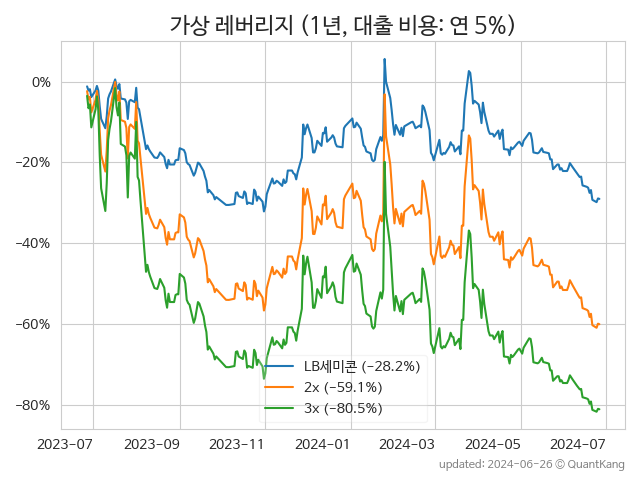 가상 레버리지 (1년, 대출 비용: 연 5%)
0%
−20%
−40%
−60%
−80%
LB세미콘 (−28.2%)
2x (−59.1%)
3x (−80.5%)
2023-07 2023-09 2023-11 2024-01 2024-03 2024-05 2024-07
updated: 2024-06-26 © QuantKang